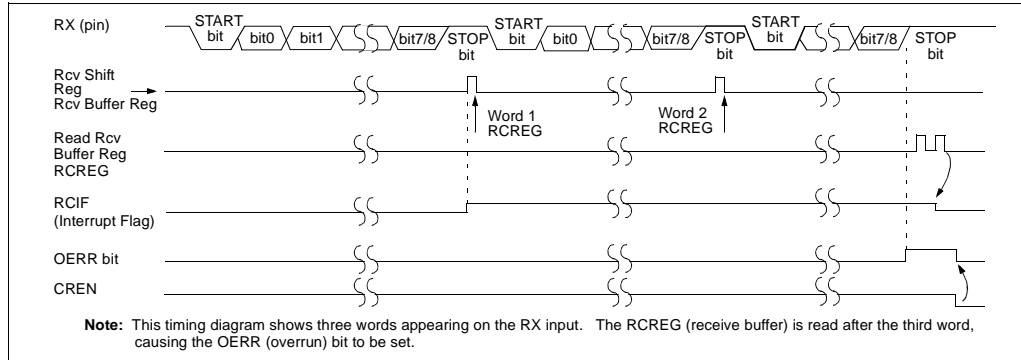 RX (pin)
START
bit
bit0
bit1
bit7/8
STOP
bit
START
bit
bit0
bit7/8
STOP
bit
START
bit
bit7/8
STOP
bit
Rcv Shift
Reg
Rcv Buffer Reg
Word 1
RCREG
Word 2
RCREG
Read Rcv
Buffer Reg
RCREG
RCIF
(Interrupt Flag)
OERR bit
CREN
Note: This timing diagram shows three words appearing on the RX input. The RCREG (receive buffer) is read after the third word,
causing the OERR (overrun) bit to be set.